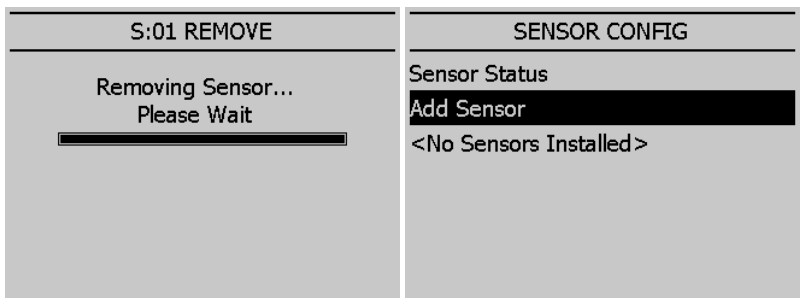 S:01 REMOVE
Removing Sensor...
Please Wait
SENSOR CONFIG
Sensor Status
Add Sensor
<No Sensors Installed>